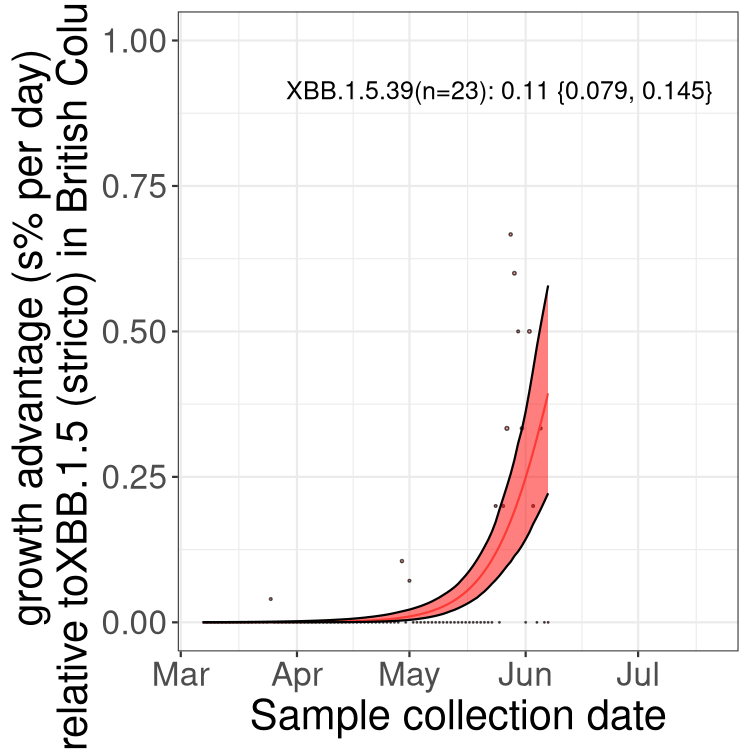 growth advantage (s% per day)
relative toXBB.1.5 (stricto) in British Colu
1.00
0.75
0.50
0.25
0.00
XBB.1.5.39(n=23): 0.11 {0.079, 0.145}
Mar Apr May Jun Jul
Sample collection date